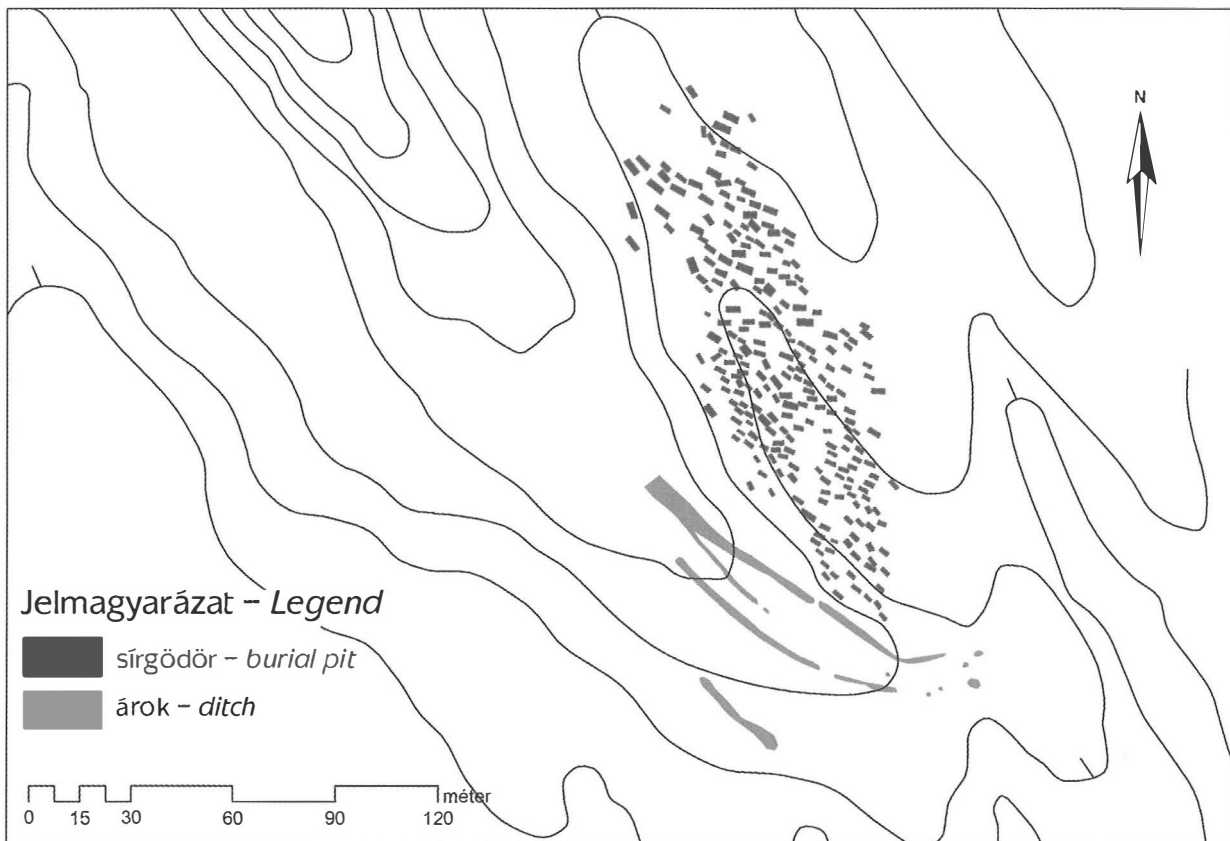 N
Jelmagyarázat – Legend
sírgödör – burial pit
árok – ditch
méter
0 15 30 60 90 120